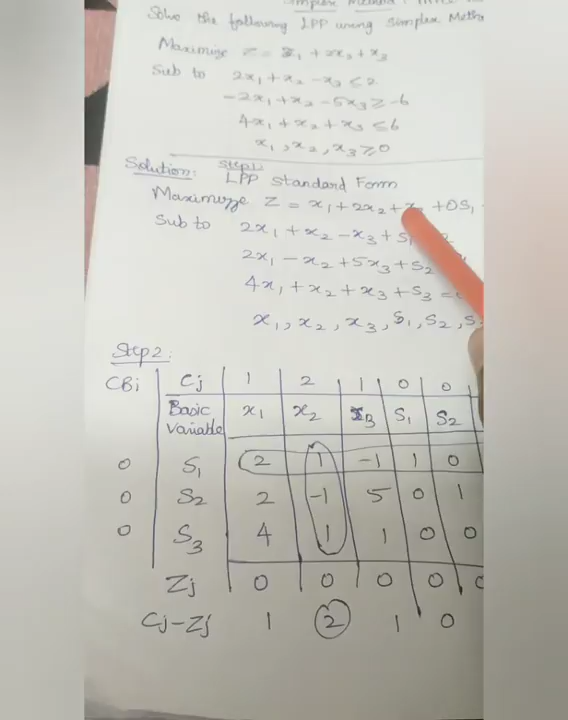 Simplex Method
Solve the following LPP using Simplex Metho
Maximize Z = x₁ + 2x₂ + x₃
Sub to 2x₁ + x₂ - x₃ ≤ 2
-2x₁ + x₂ - 5x₃ ≥ -6
4x₁ + x₂ + x₃ ≤ 6
x₁, x₂, x₃ ≥ 0
Solution: Step1:
LPP Standard Form
Maximize Z = x₁ + 2x₂ + +0S₁
Sub to 2x₁ + x₂ - x₃ + S₁
2x₁ - x₂ + 5x₃ + S₂
4x₁ + x₂ + x₃ + S₃ =
x₁, x₂, x₃, S₁, S₂, S
Step2:
CBi Cj 1 2 1 0 0
Basic Variable x₁ x₂ x₃ S₁ S₂
0 S₁ 2 1 -1 1 0
0 S₂ 2 -1 5 0 1
0 S₃ 4 1 1 0 0
Zj 0 0 0 0 0
Cj-Zj 1 2 1 0